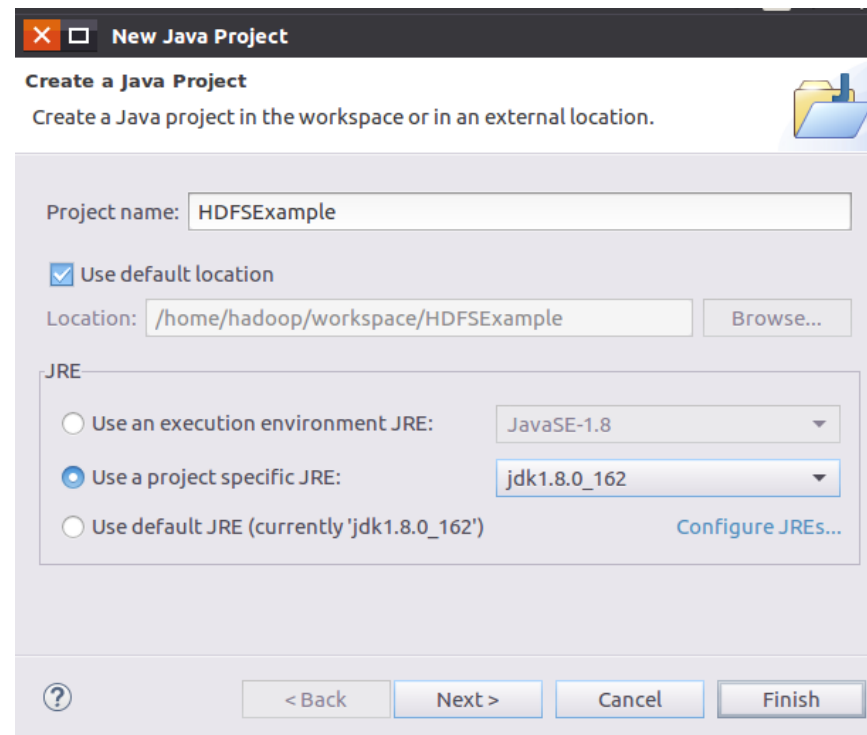 New Java Project
Create a Java Project
Create a Java project in the workspace or in an external location.
Project name: HDFSExample
Use default location
Location: /home/hadoop/workspace/HDFSExample Browse...
JRE
Use an execution environment JRE: JavaSE-1.8
Use a project specific JRE: jdk1.8.0_162
Use default JRE (currently 'jdk1.8.0_162') Configure JREs...
? < Back Next > Cancel Finish